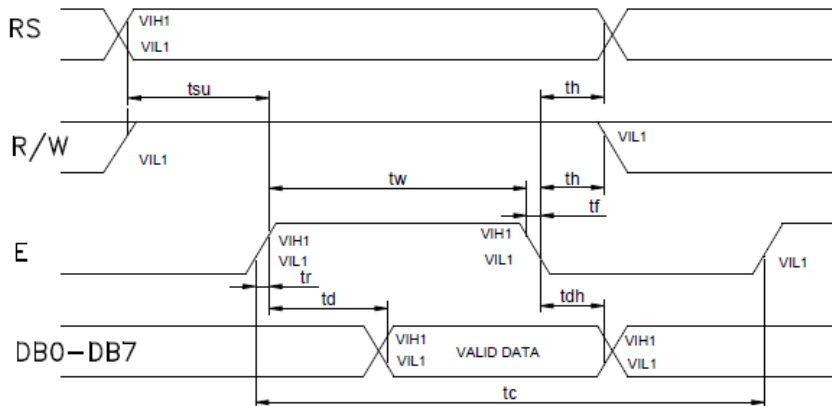 RS
VIH1
VIL1
tsu
th
R/W
VIL1
VIL1
tw
th
tf
E
VIH1
VIH1
VIL1
VIL1
VIL1
tr
td
tdh
DB0-DB7
VIH1
VALID DATA
VIH1
VIL1
VIL1
tc